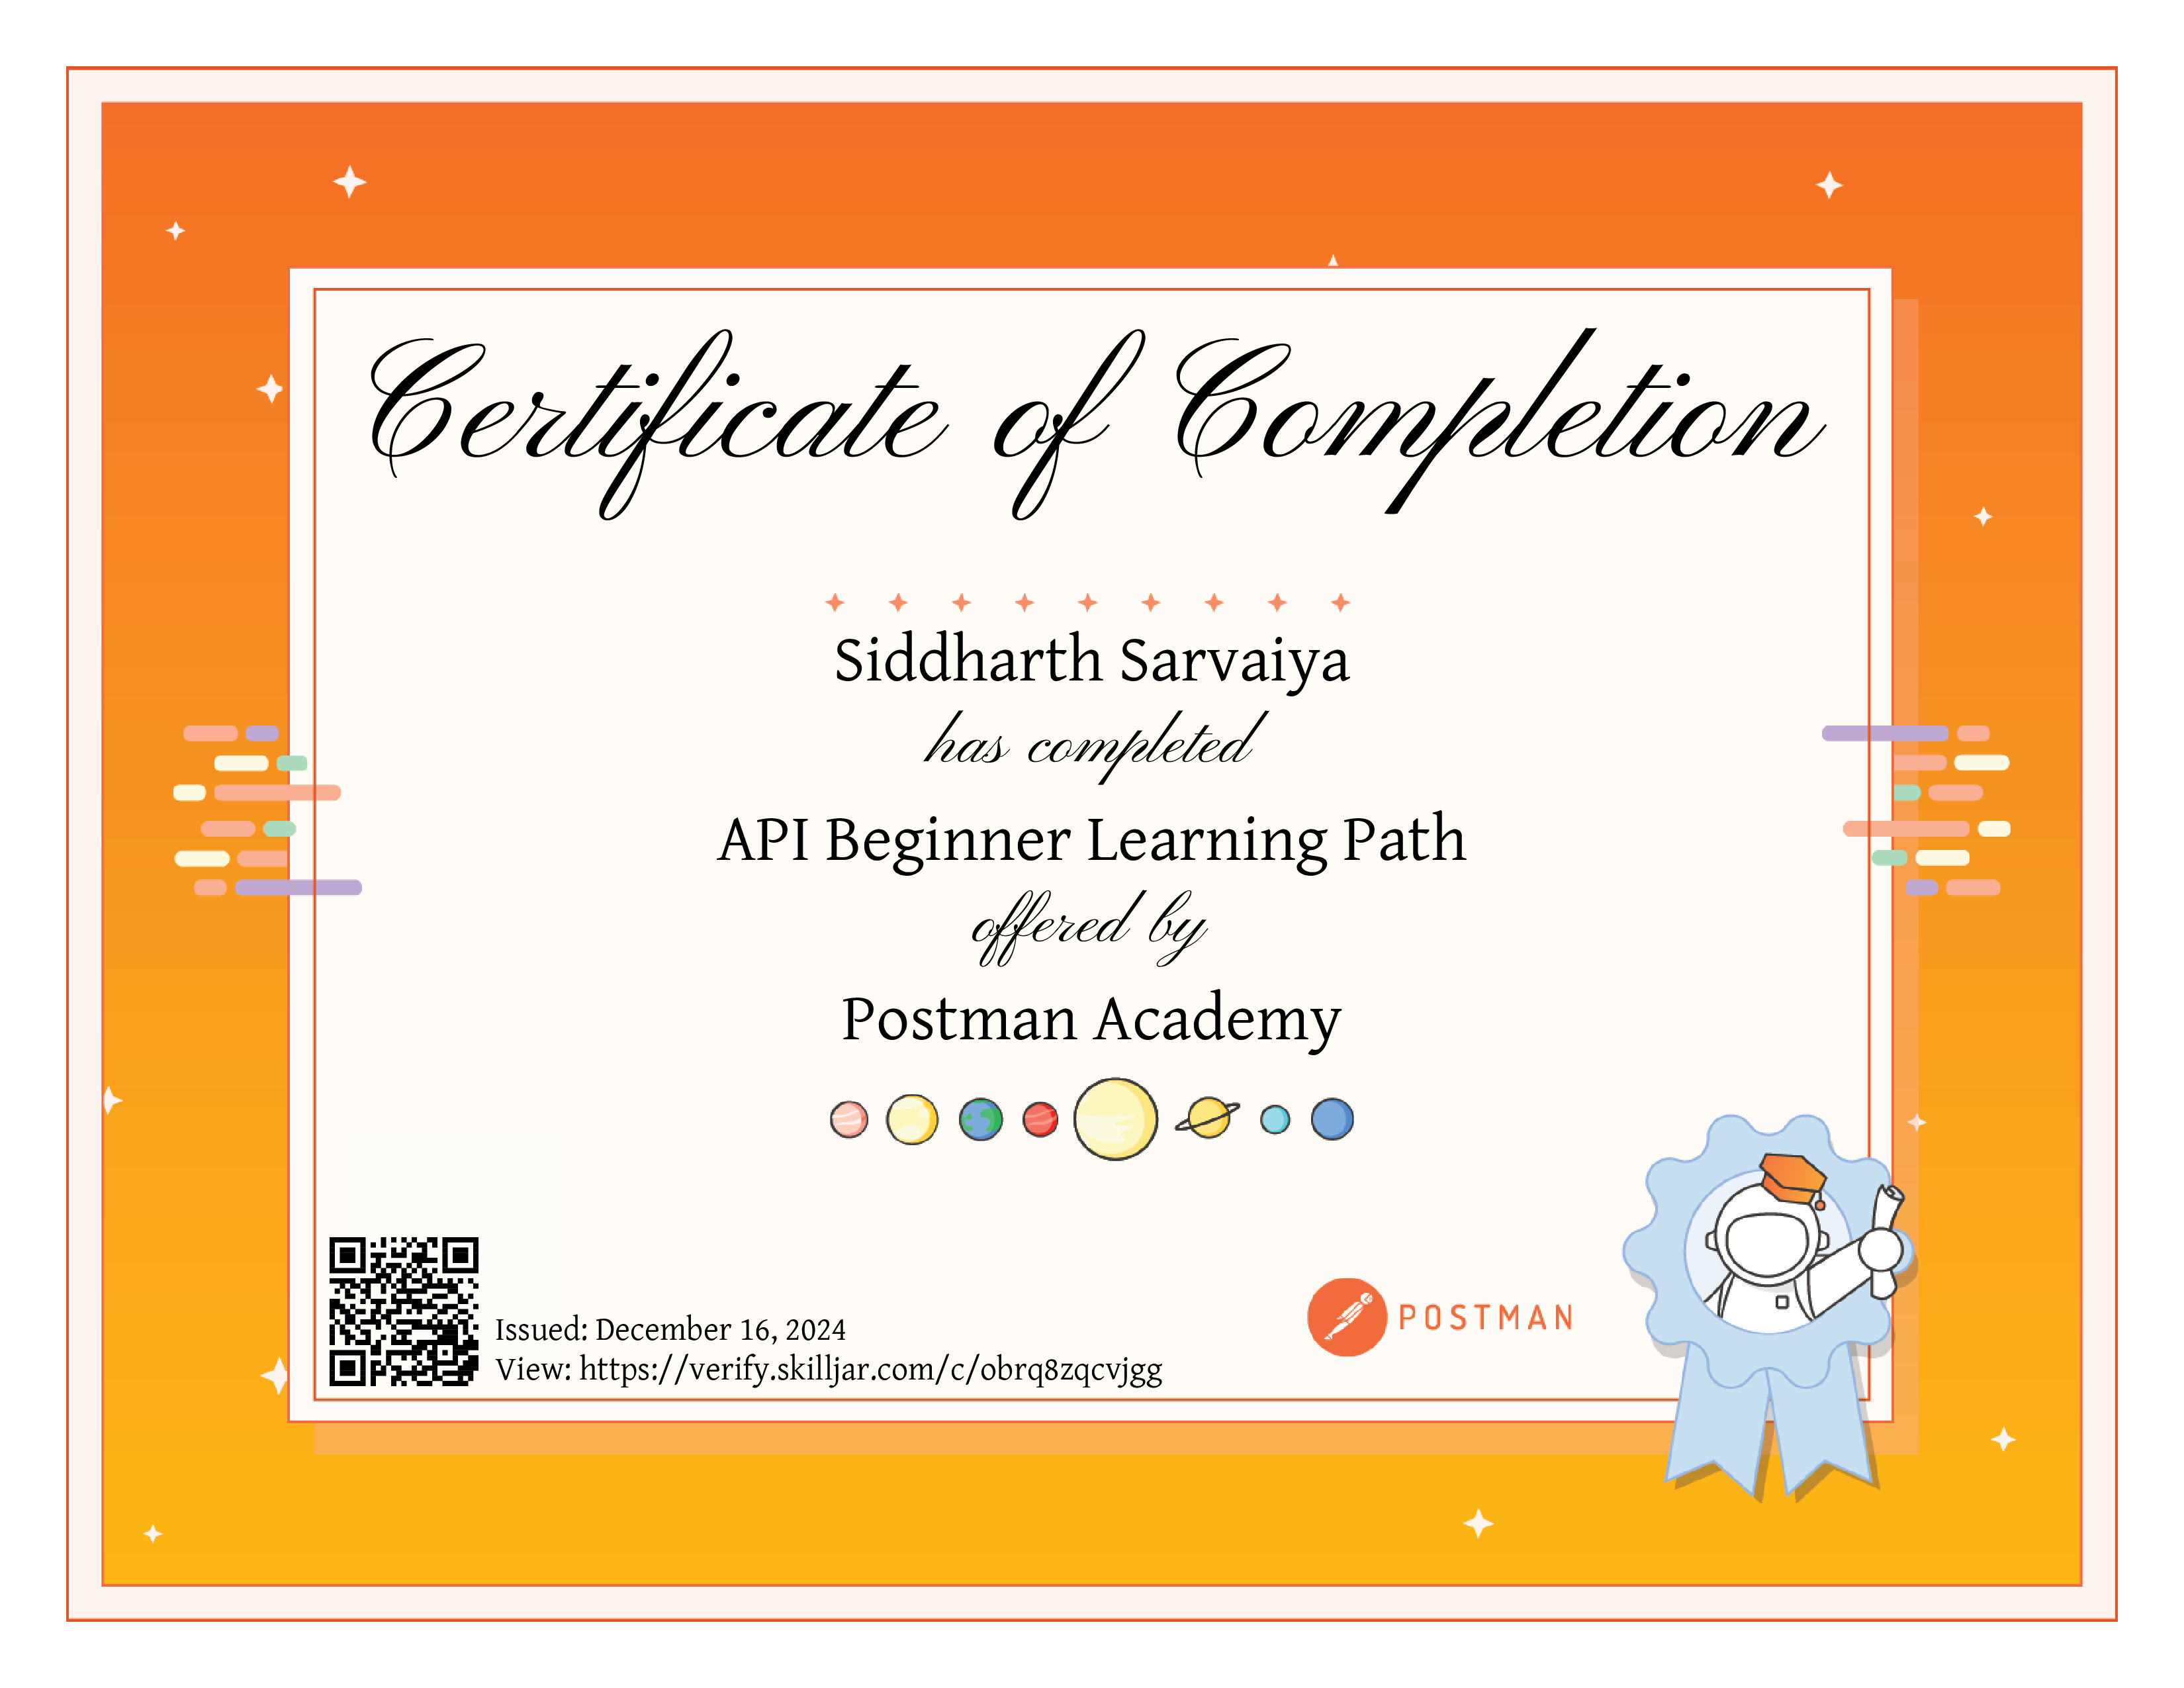 Certificate of Completion
Siddharth Sarvaiya
has completed
API Beginner Learning Path
offered by
Postman Academy
Issued: December 16, 2024
View: https://verify.skilljar.com/c/obrq8zqcvjgg
POSTMAN